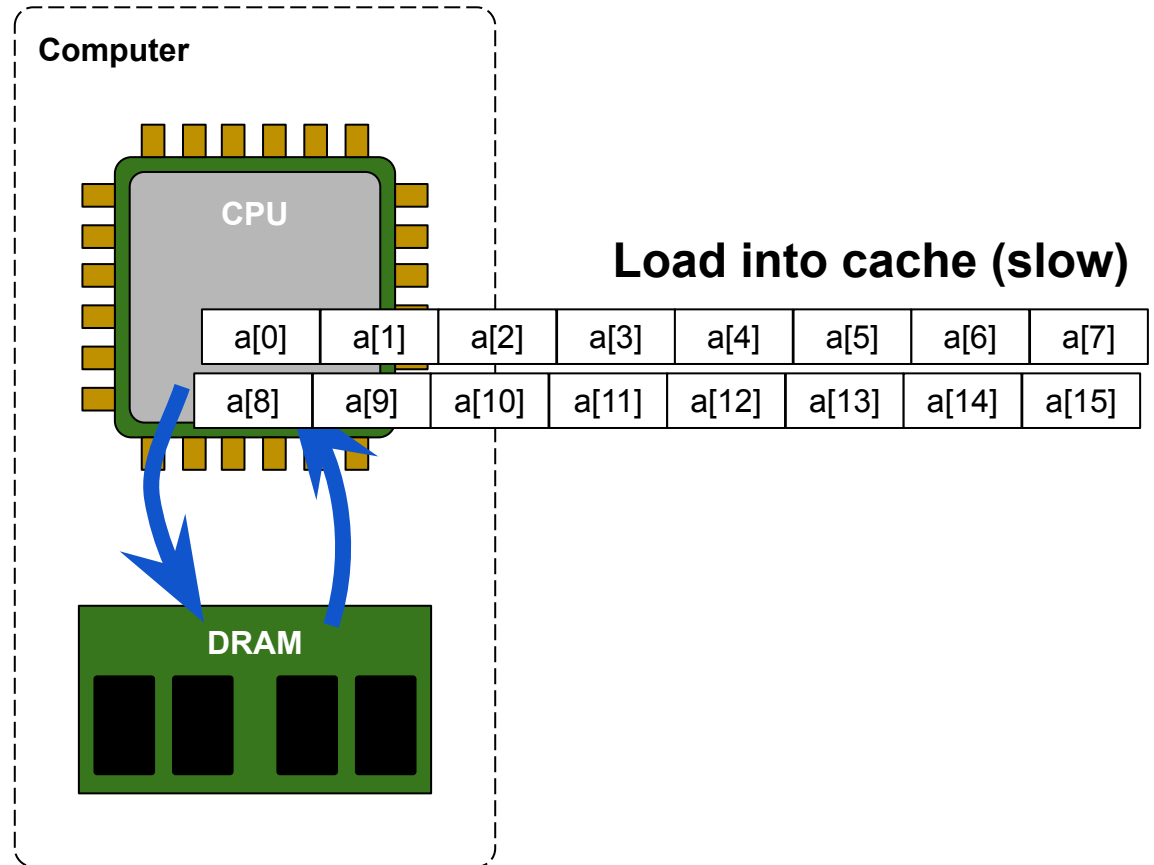 Computer
CPU
Load into cache (slow)
a[0] a[1] a[2] a[3] a[4] a[5] a[6] a[7]
a[8] a[9] a[10] a[11] a[12] a[13] a[14] a[15]
DRAM